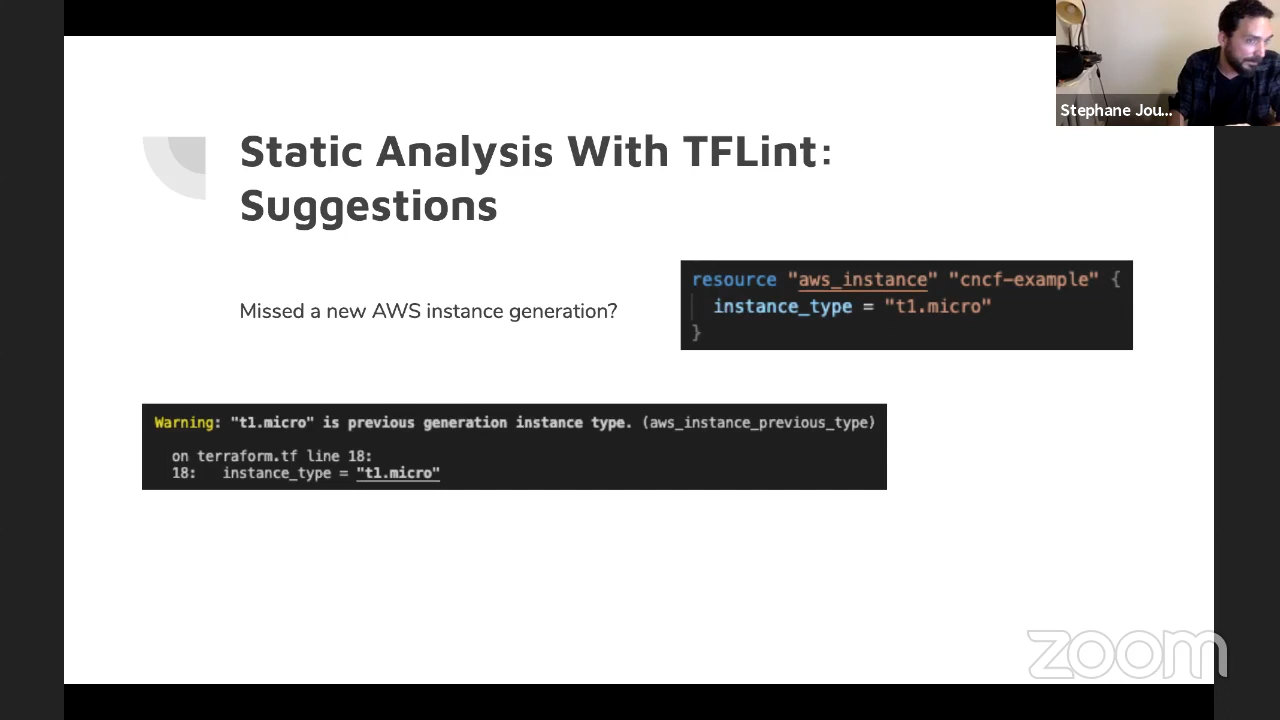 Stephane Jou...
Static Analysis With TFLint:
Suggestions
Missed a new AWS instance generation?
resource "aws_instance" "cncf-example" {
instance_type = "t1.micro"
}
Warning: "t1.micro" is previous generation instance type. (aws_instance_previous_type)
on terraform.tf line 18:
18: instance_type = "t1.micro"
zoom